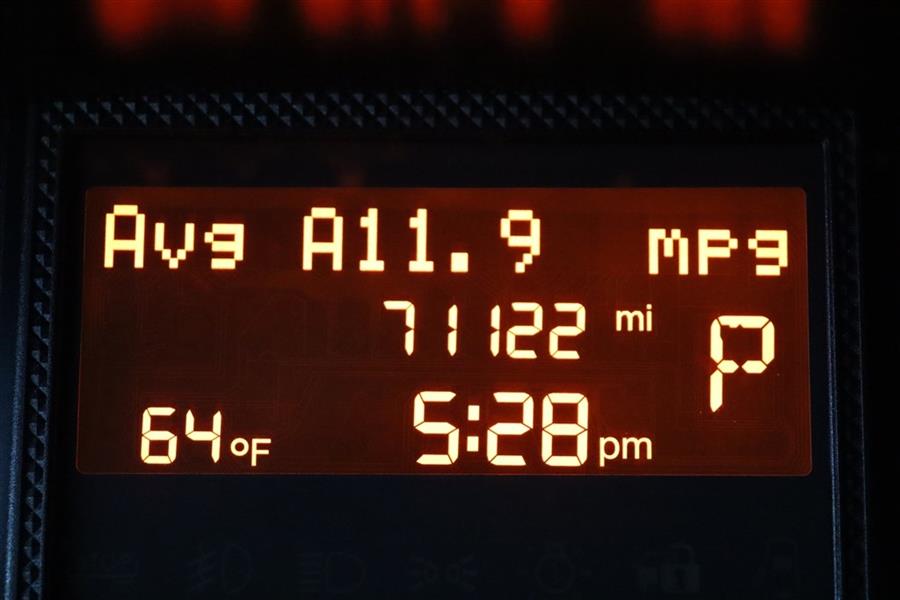 Avg A11.9 mpg
71122 mi
P
64°F 5:28 pm